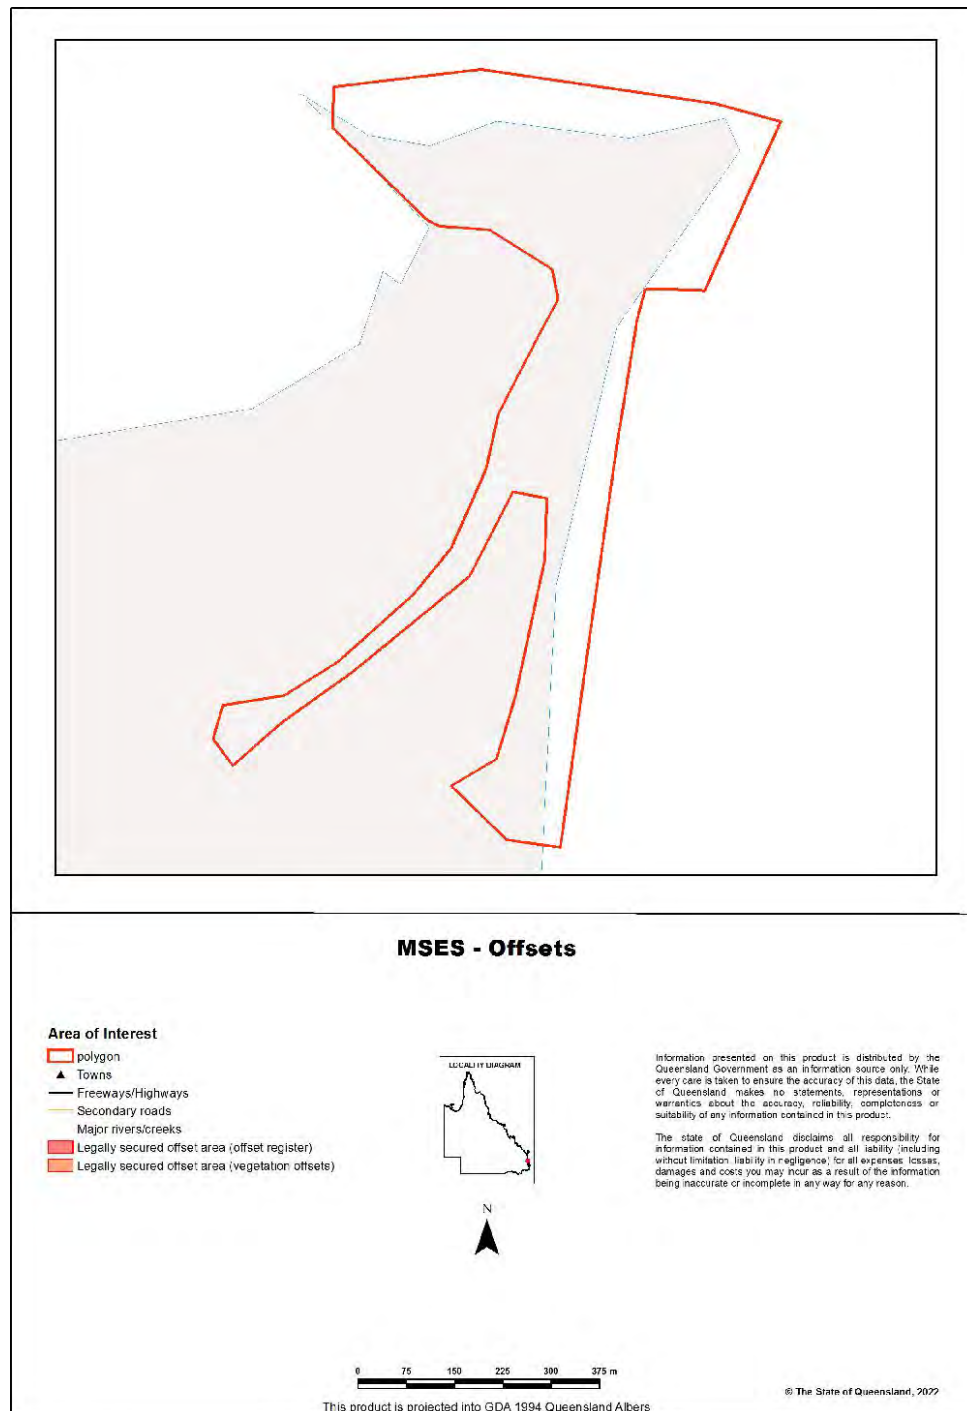 MSES - Offsets
Area of Interest
polygon
Towns
Freeways/Highways
Secondary roads
Major rivers/creeks
Legally secured offset area (offset register)
Legally secured offset area (vegetation offsets)
LOCALITY DIAGRAM
N
Information presented on this product is distributed by the
Queensland Government as an information source only. While
every care is taken to ensure the accuracy of this data, the State
of Queensland makes no statements, representations or
warranties about the accuracy, reliability, completeness or
suitability of any information contained in this product.
The state of Queensland disclaims all responsibility for
information contained in this product and all liability (including
without limitation, liability in negligence) for all expenses, losses,
damages and costs you may incur as a result of the information
being inaccurate or incomplete in any way for any reason.
0 75 150 225 300 375 m
This product is projected into GDA 1994 Queensland Albers
© The State of Queensland, 2022